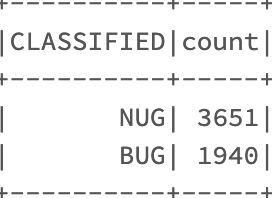 +----------+-----+
|CLASSIFIED|count|
+----------+-----+
|       NUG| 3651|
|       BUG| 1940|
+----------+-----+